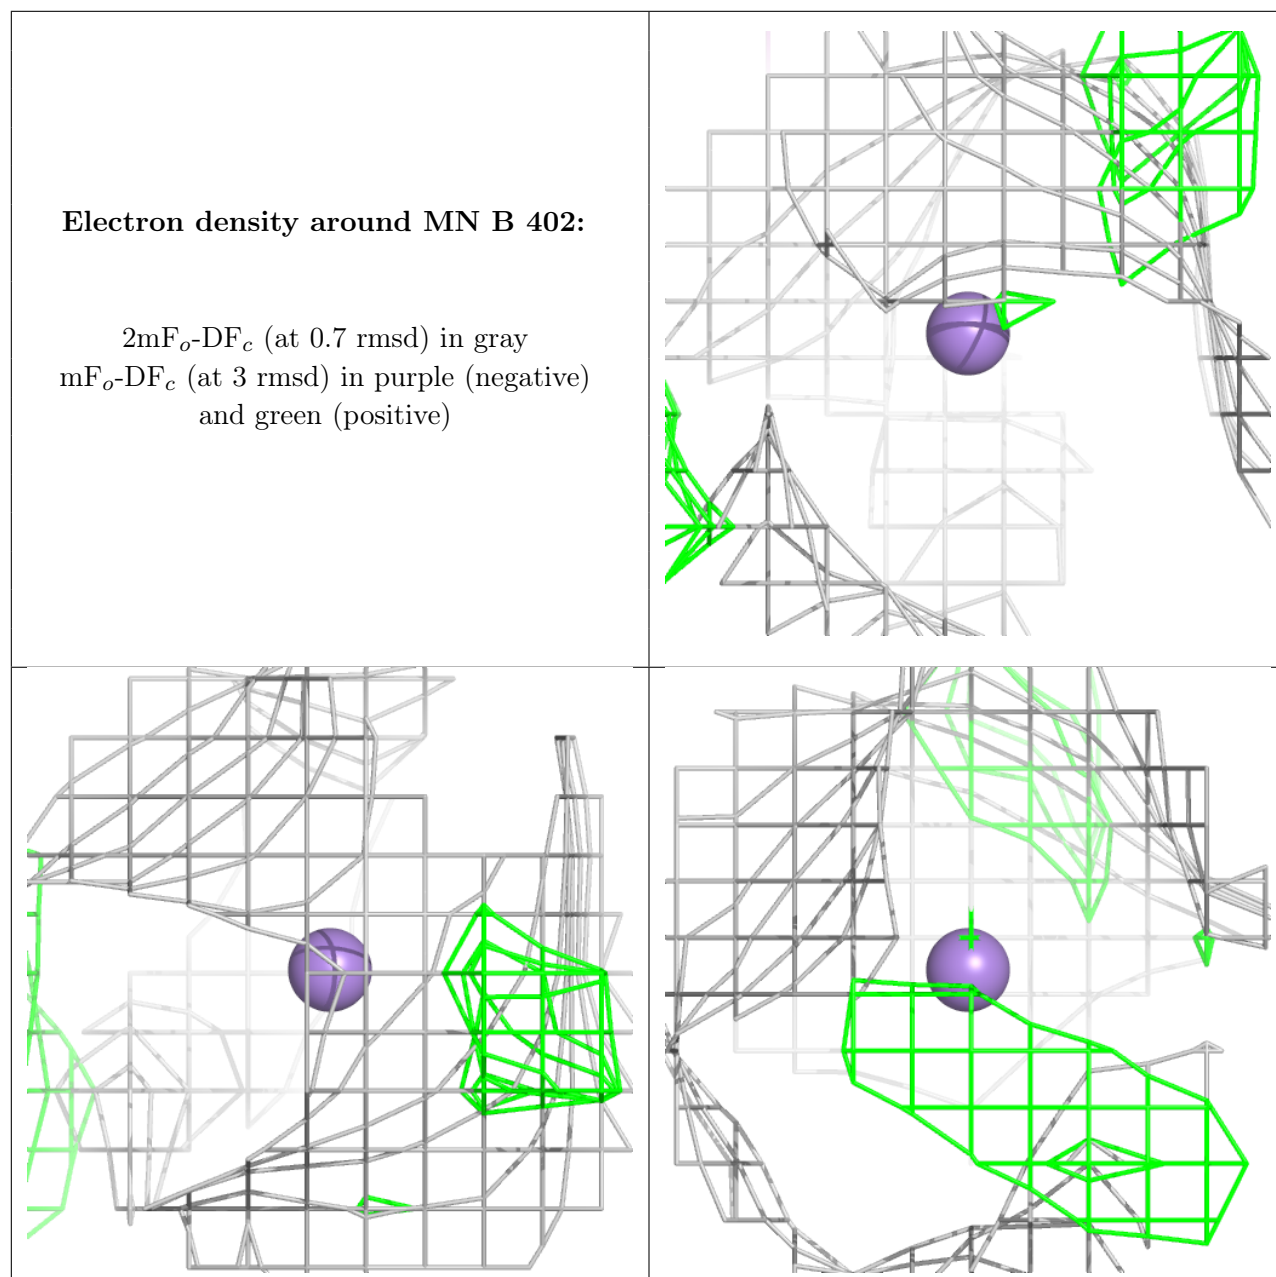 Electron density around MN B 402:
2mFo-DFc (at 0.7 rmsd) in gray
mFo-DFc (at 3 rmsd) in purple (negative)
and green (positive)